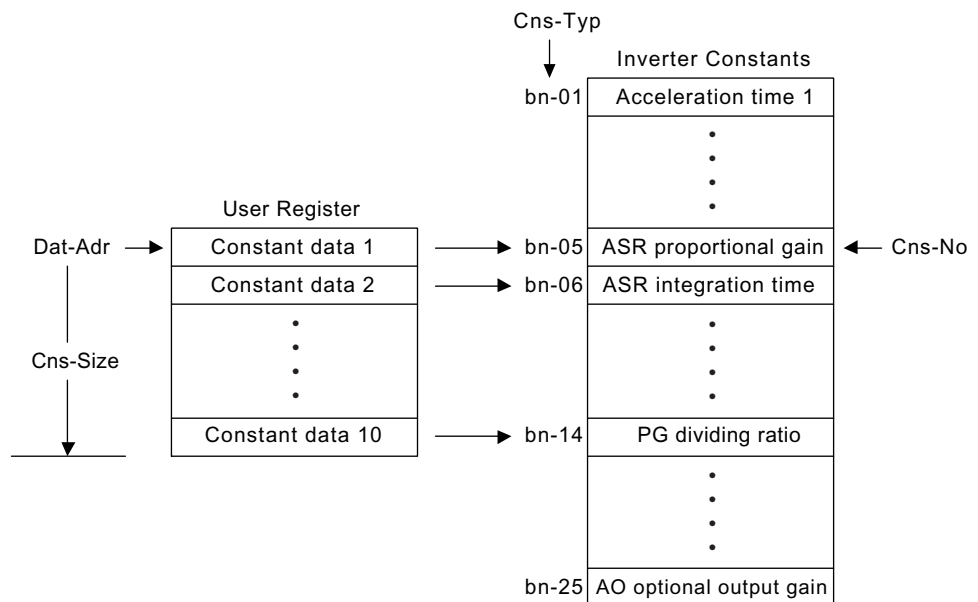 Cns-Typ
Inverter Constants
bn-01 Acceleration time 1
User Register
Dat-Adr Constant data 1 bn-05 ASR proportional gain Cns-No
Constant data 2 bn-06 ASR integration time
Cns-Size
Constant data 10 bn-14 PG dividing ratio
bn-25 AO optional output gain